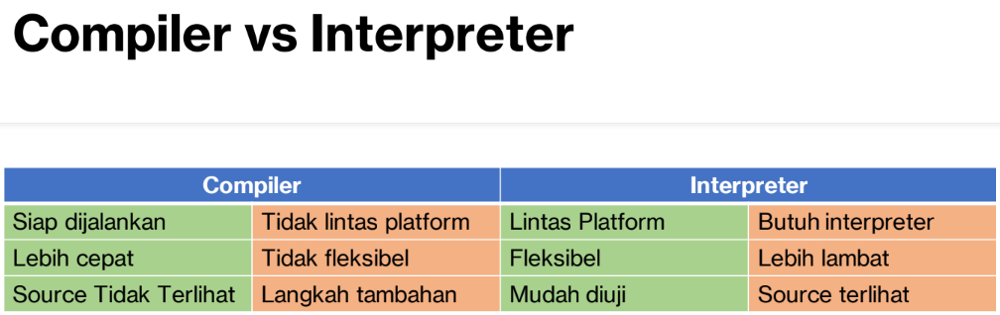 Compiler vs Interpreter
Compiler Interpreter
Siap dijalankan Tidak lintas platform Lintas Platform Butuh interpreter
Lebih cepat Tidak fleksibel Fleksibel Lebih lambat
Source Tidak Terlihat Langkah tambahan Mudah diuji Source terlihat